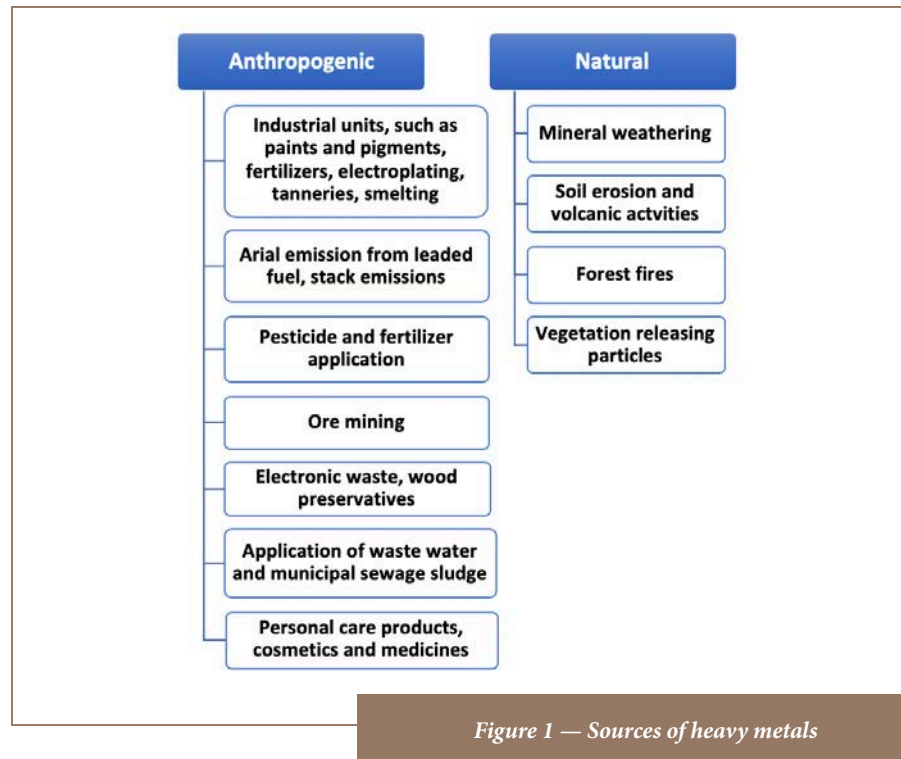 Anthropogenic
Industrial units, such as
paints and pigments,
fertilizers, electroplating,
tanneries, smelting
Arial emission from leaded
fuel, stack emissions
Pesticide and fertilizer
application
Ore mining
Electronic waste, wood
preservatives
Application of waste water
and municipal sewage sludge
Personal care products,
cosmetics and medicines
Natural
Mineral weathering
Soil erosion and
volcanic actvities
Forest fires
Vegetation releasing
particles
Figure 1 — Sources of heavy metals